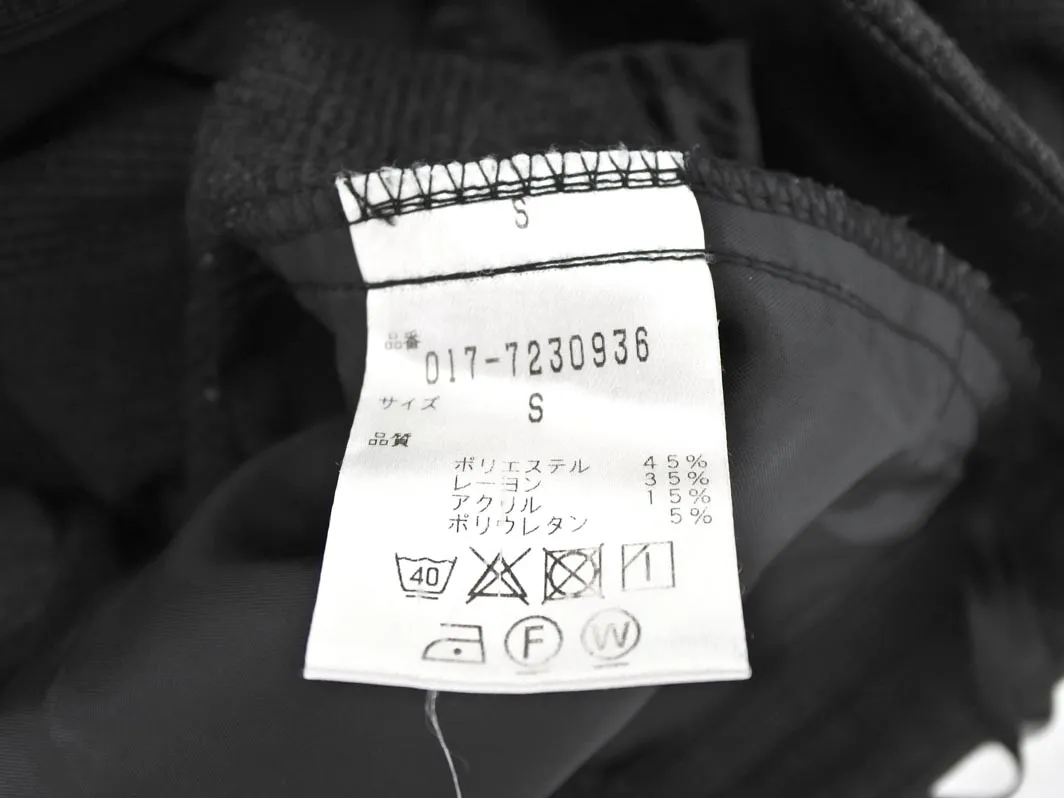 S
品番
017-7230936
サイズ S
品質
ポリエステル 45%
レーヨン 35%
アクリル 15%
ポリウレタン 5%
40
F W